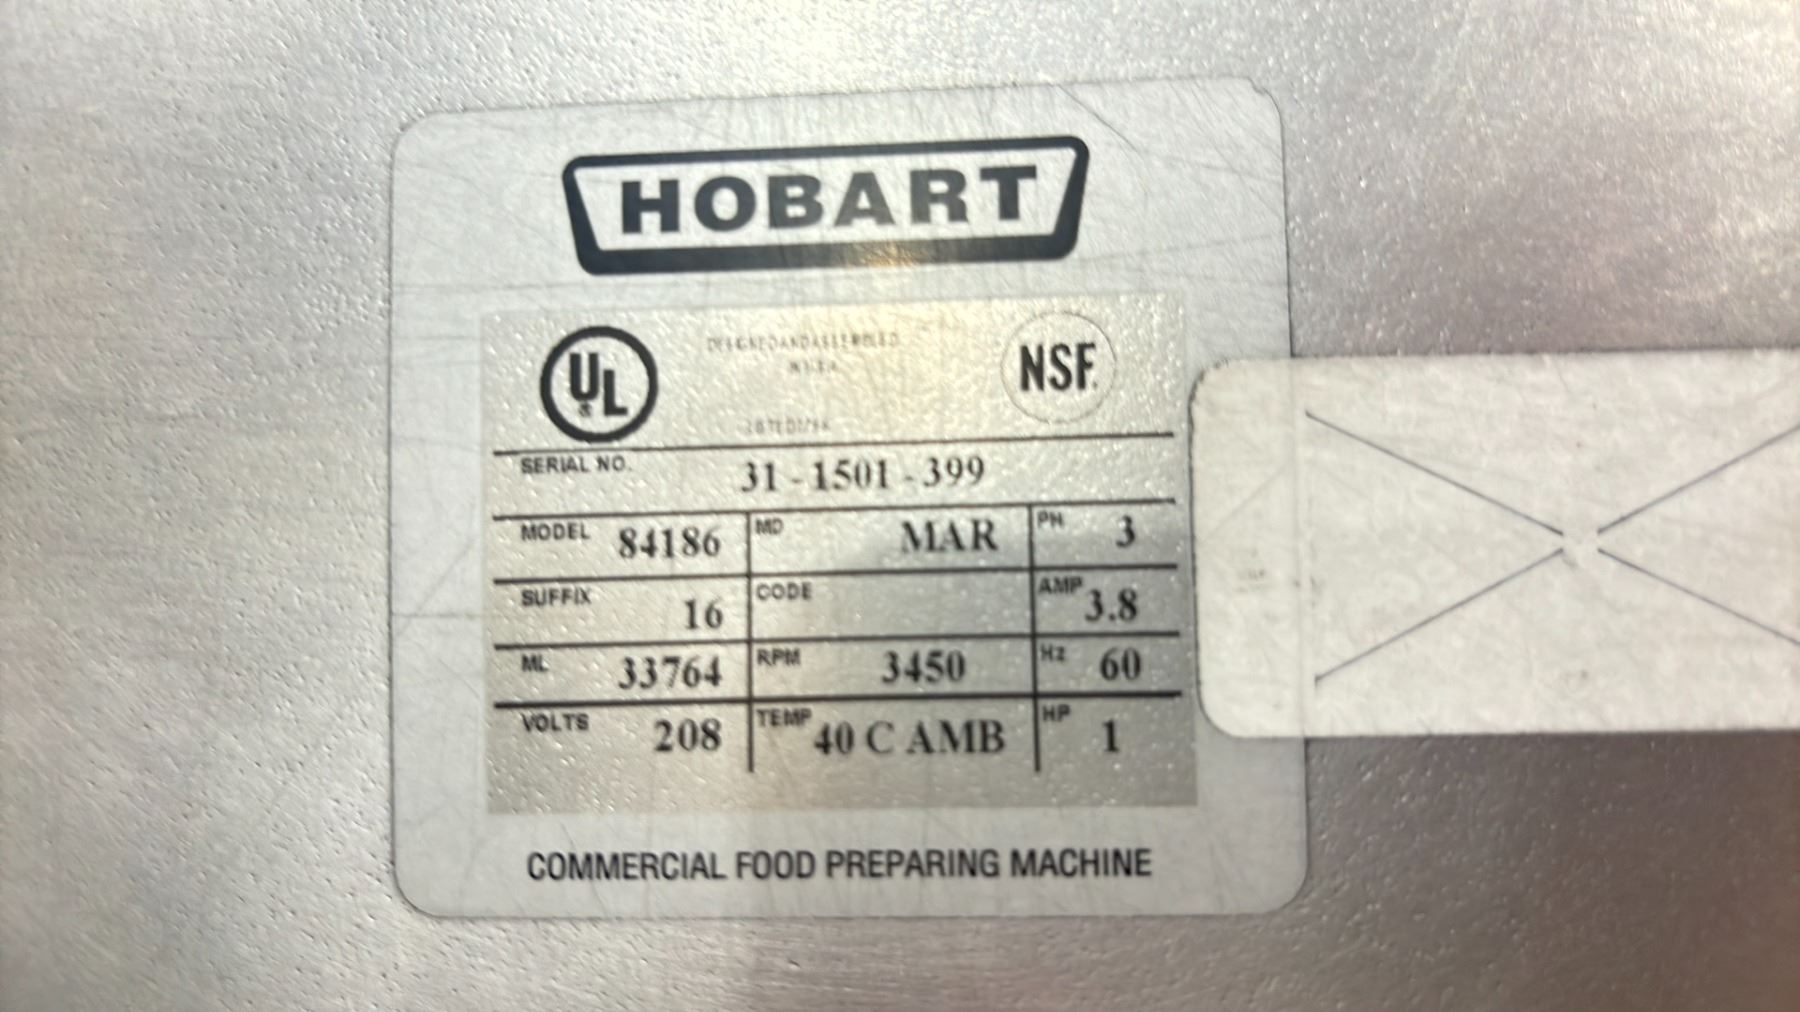 HOBART
UL
NSF.
SERIAL NO. 31-1501-399
MODEL 84186 MD MAR PH 3
SUFFIX 16 CODE AMP 3.8
ML 33764 RPM 3450 Hz 60
VOLTS 208 TEMP 40 C AMB HP 1
COMMERCIAL FOOD PREPARING MACHINE